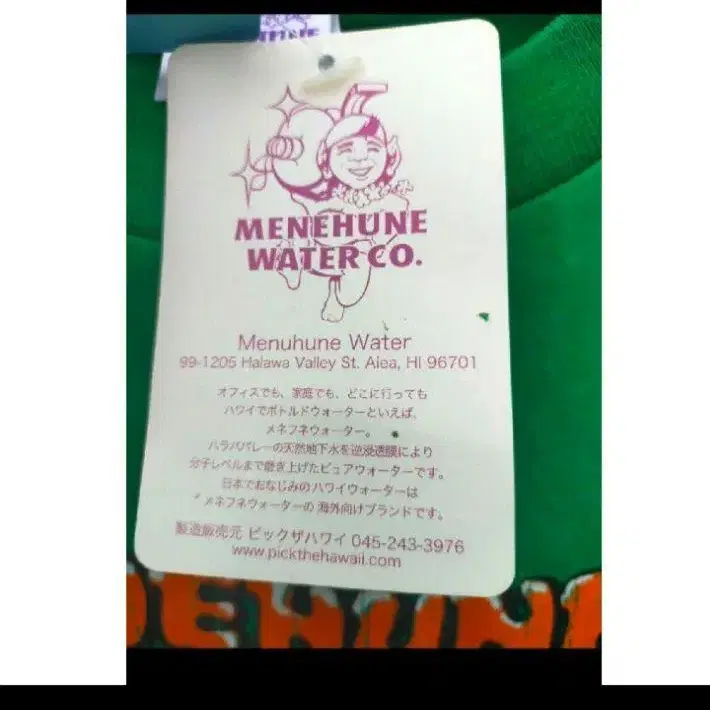 MENEHUNE
WATER CO.
Menuhune Water
99-1205 Halawa Valley St. Aiea, HI 96701
オフィスでも、家庭でも、どこに行っても
ハワイでボトルドウォーターといえば、
メネフネウォーター。
ハラババレーの天然地下水を逆浸透膜により
分子レベルまで磨き上げたピュアウォーターです。
日本でおなじみのハワイウォーターは
メネフネウォーターの 海外向けブランドです。
製造販売元 ピックザハワイ 045-243-3976
www.pickthehawaii.com
EHUN